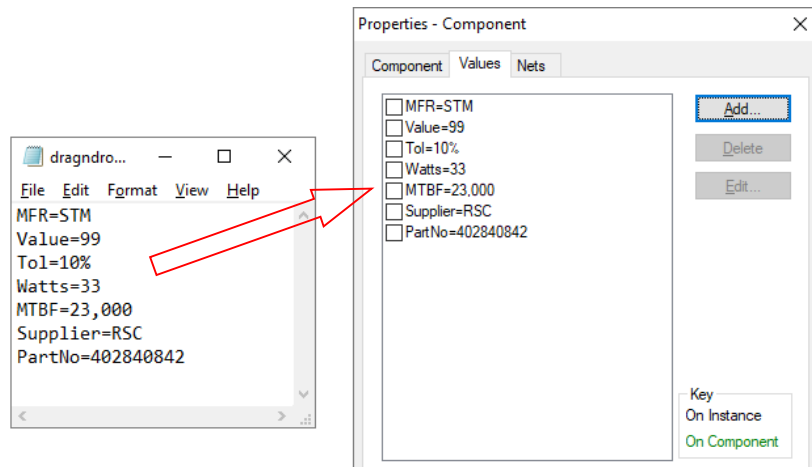 dragndro...
File Edit Format View Help
MFR=STM
Value=99
Tol=10%
Watts=33
MTBF=23,000
Supplier=RSC
PartNo=402840842
Properties - Component
Component Values Nets
MFR=STM
Value=99
Tol=10%
Watts=33
MTBF=23,000
Supplier=RSC
PartNo=402840842
Add...
Delete
Edit...
Key
On Instance
On Component